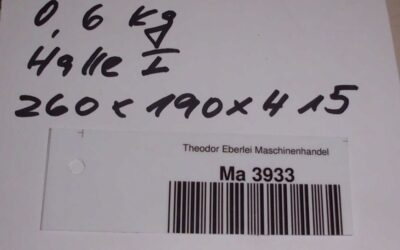 0,6 kg
Halle I
260 x 190 x 415
Theodor Eberlei Maschinenhandel
Ma 3933